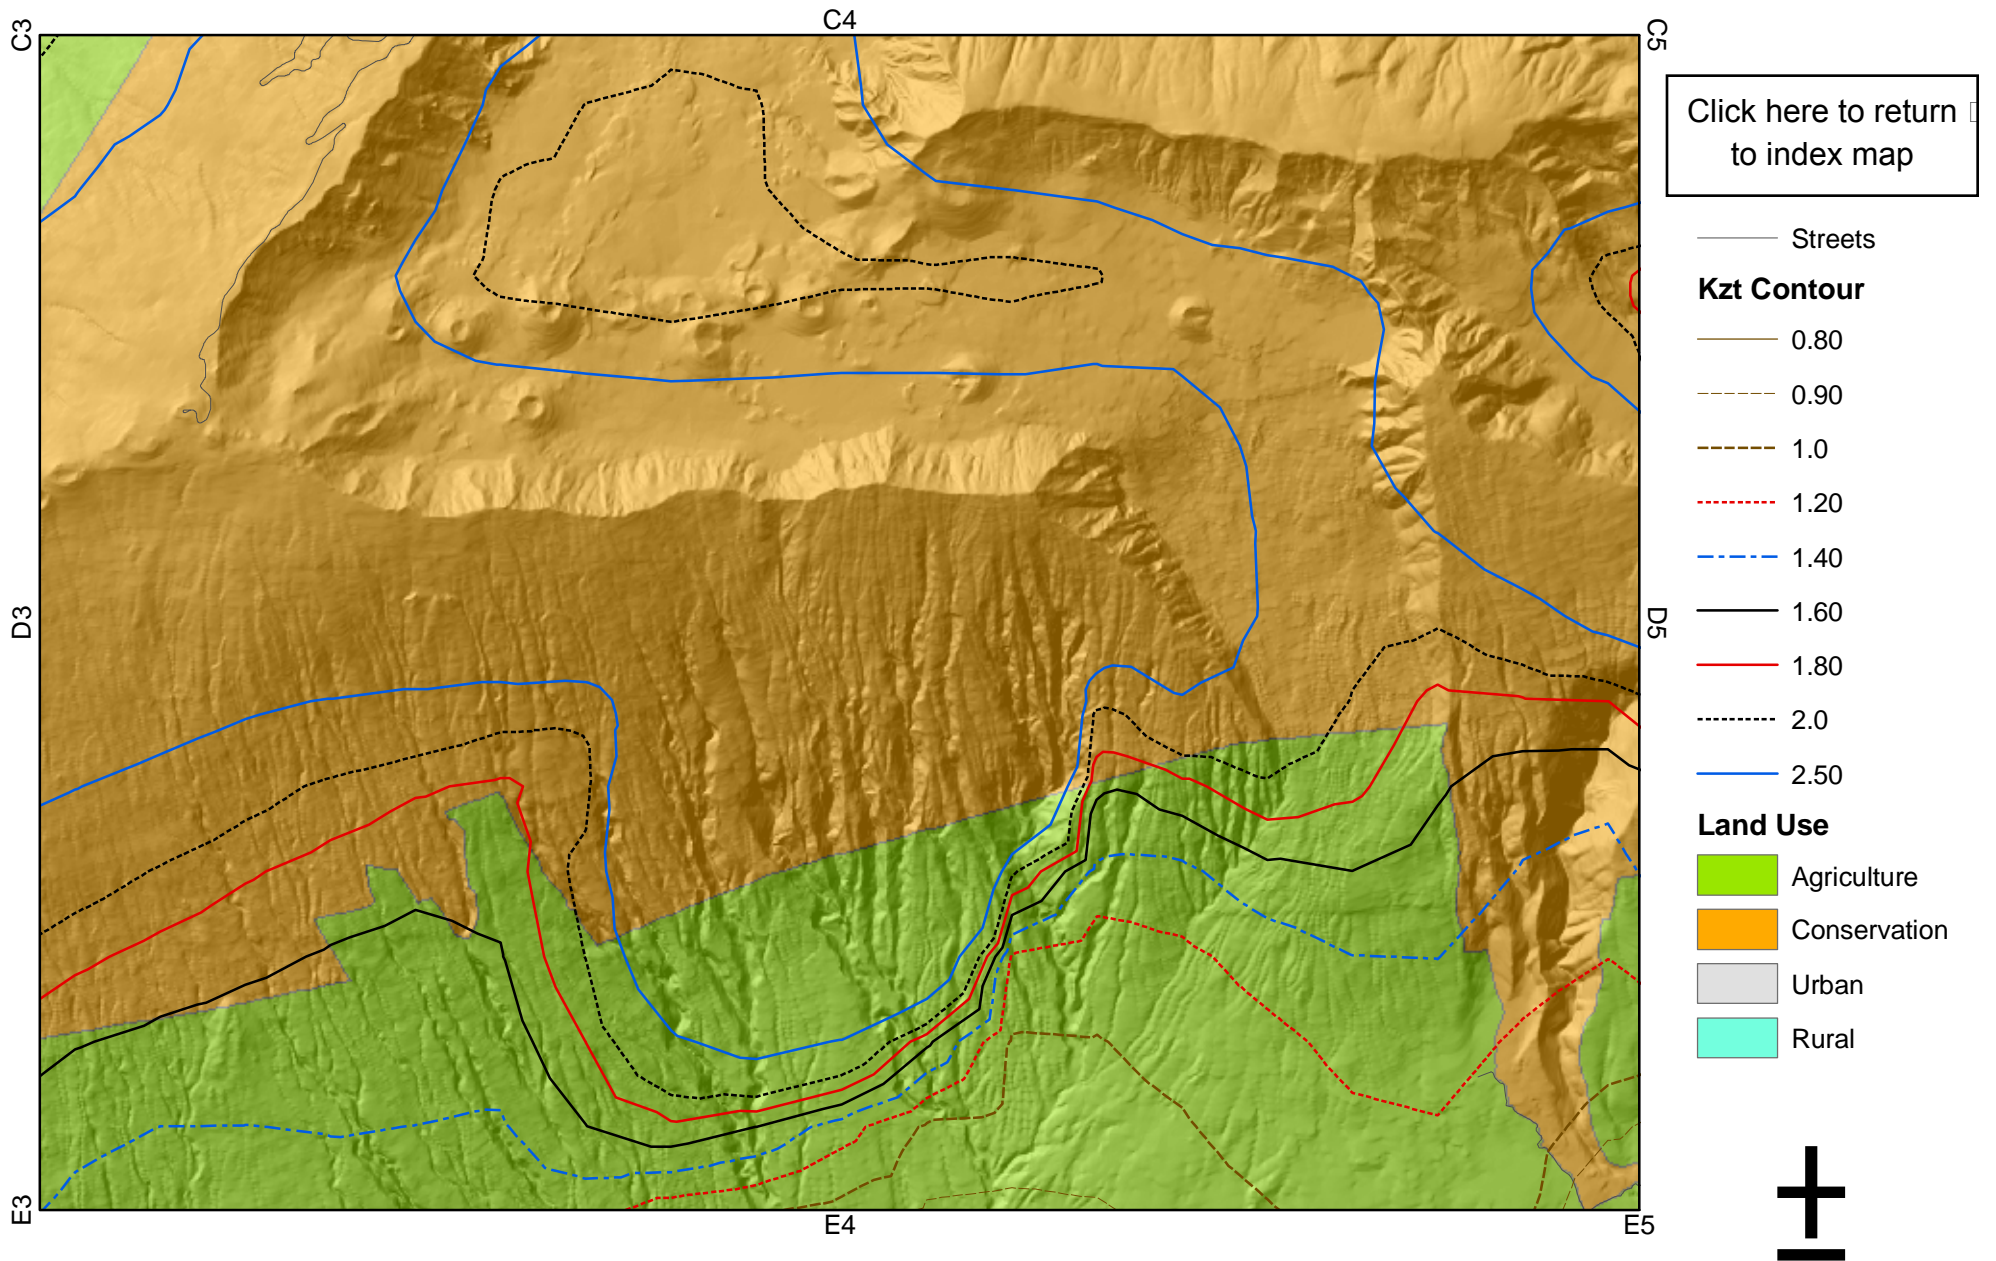 C3
C4
C5
Click here to return
to index map
Streets
Kzt Contour
0.80
0.90
1.0
1.20
1.40
1.60
1.80
2.0
2.50
Land Use
Agriculture
Conservation
Urban
Rural
D3
D5
E3
E4
E5